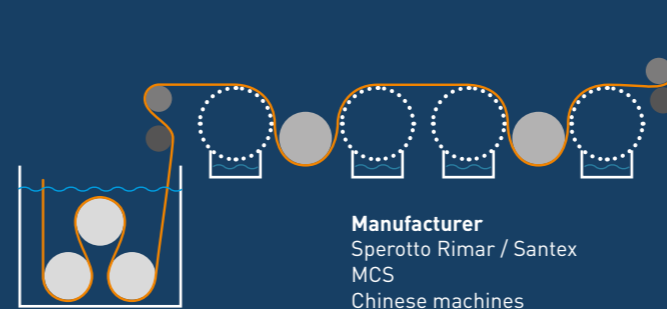 Manufacturer
Sperotto Rimar / Santex
MCS
Chinese machines